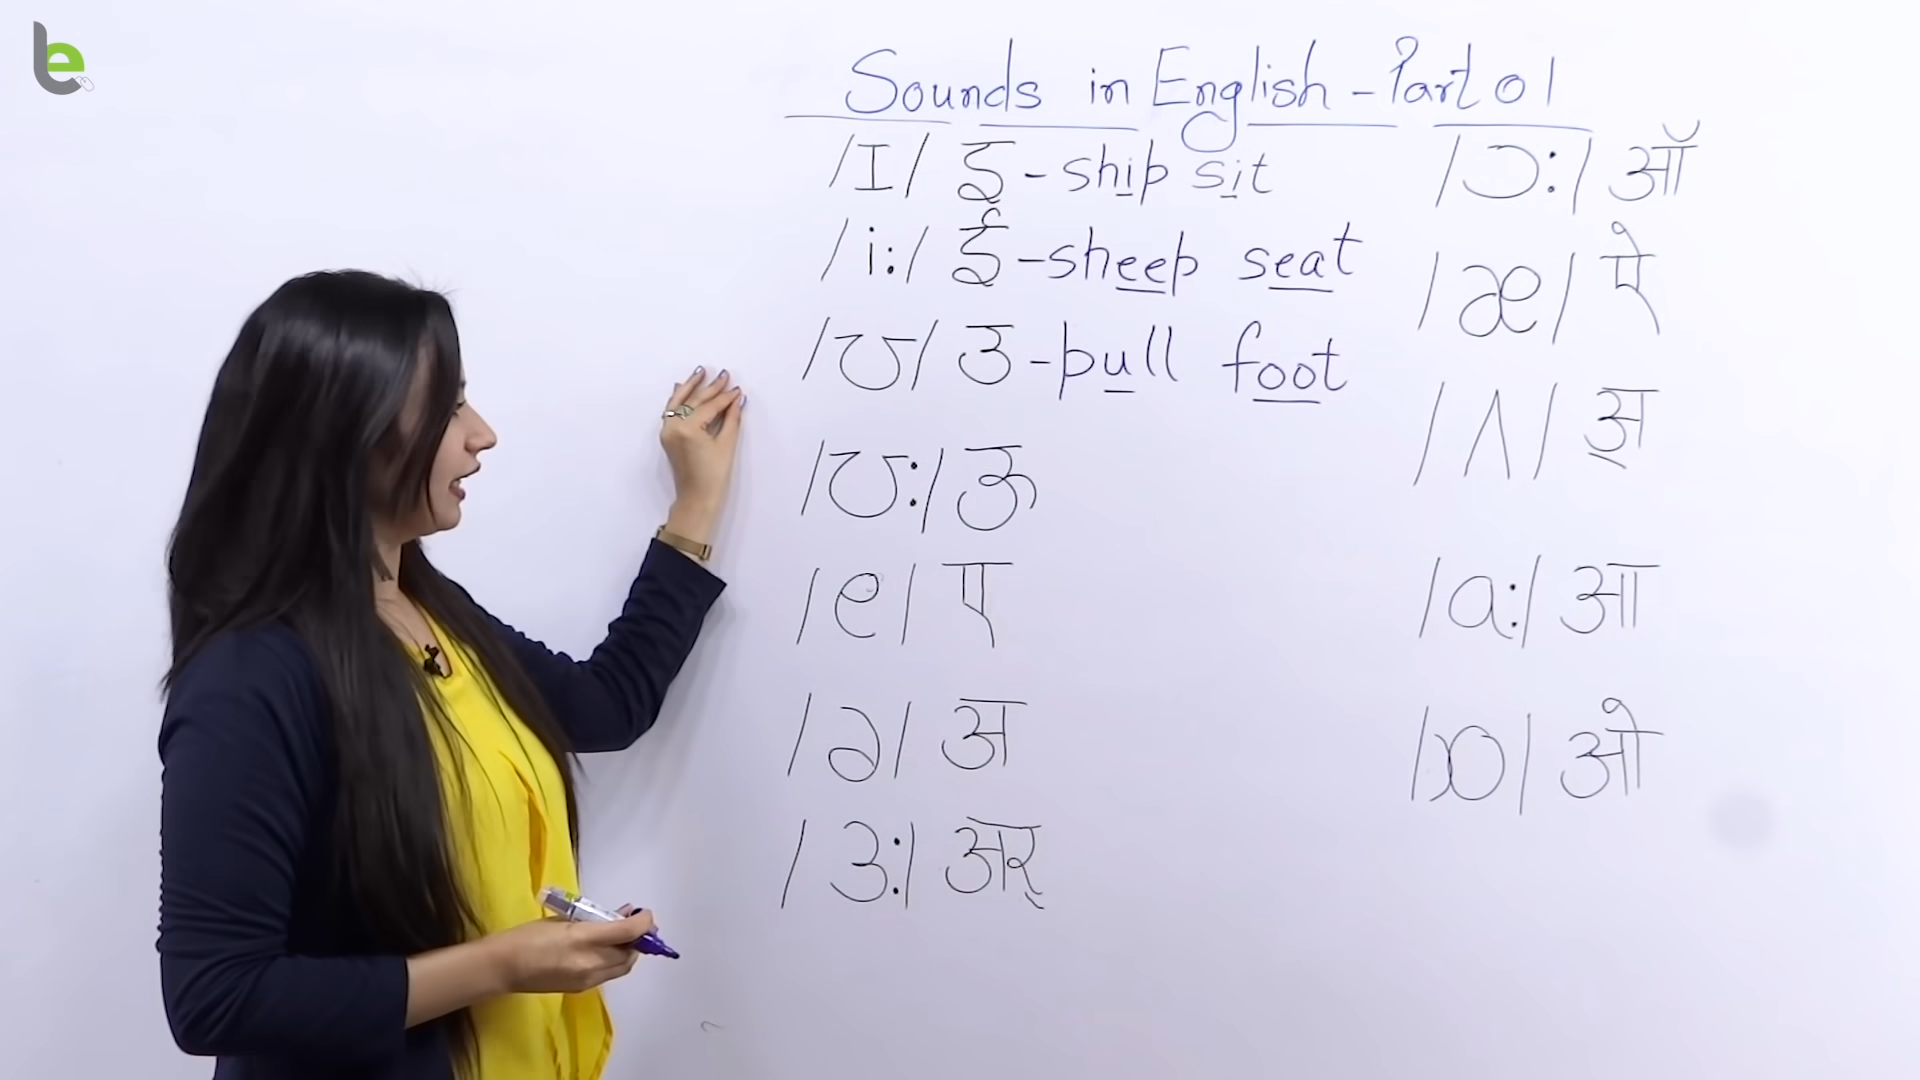 Sounds in English - Part 01
/I/ इ - ship sit
/i:/ ई - sheep seat
/ʊ/ उ - pull foot
/ʊ:/ ऊ
/e/ ए
/ə/ अ
/ɜ:/ अर्
/ɔ:/ ऑ
/æ/ ऐ
/ʌ/ अ्
/a:/ आ
/ɒ/ ओ